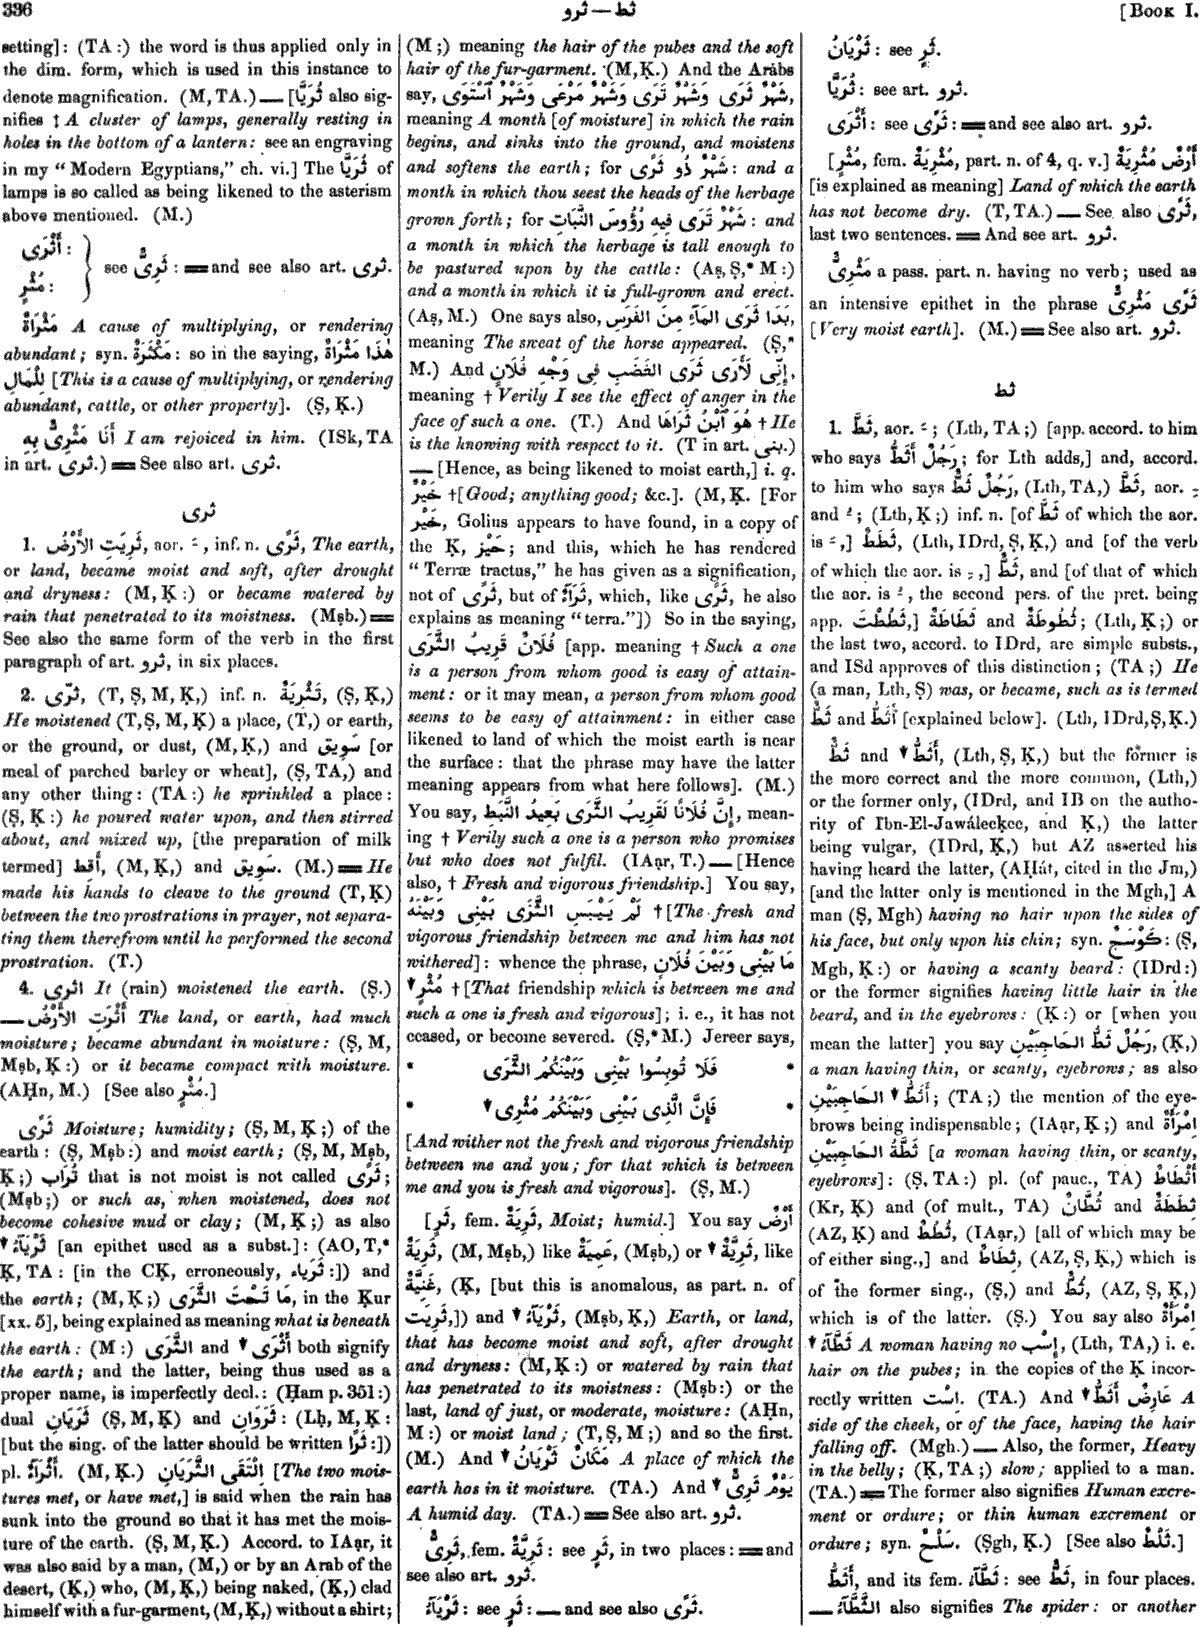 336
ثط — ثرو
[Book I.
setting]: (TA:) the word is thus applied only in
the dim. form, which is used in this instance to
denote magnification. (M, TA.) — [ثُرَيَّا also sig-
nifies ‡ A cluster of lamps, generally resting in
holes in the bottom of a lantern: see an engraving
in my “Modern Egyptians,” ch. vi.] The ثُرَيَّا of
lamps is so called as being likened to the asterism
above mentioned. (M.)
أَثْرَى :
مُثْرٍ :
see ثَرِىٌّ : ═ and see also art. ثرى.
مَثْرَاةٌ A cause of multiplying, or rendering
abundant; syn. مَكْثَرَةٌ: so in the saying, هٰذَا مَثْرَاةٌ
لِلْمَالِ [This is a cause of multiplying, or rendering
abundant, cattle, or other property]. (Ṣ, Ḳ.)
أَنَا مَثْرِىٌّ بِهِ I am rejoiced in him. (ISk, TA
in art. ثرى.) ═ See also art. ثرى.
ثرى
1. ثَرِيَتِ الأَرْضُ, aor. ـَ , inf. n. ثَرًى, The earth,
or land, became moist and soft, after drought
and dryness: (M, Ḳ:) or became watered by
rain that penetrated to its moistness. (Mṣb.) ═
See also the same form of the verb in the first
paragraph of art. ثرو, in six places.
2. ثرّى, (T, Ṣ, M, Ḳ,) inf. n. تَثْرِيَةٌ, (Ṣ, Ḳ,)
He moistened (T, Ṣ, M, Ḳ) a place, (T,) or earth,
or the ground, or dust, (M, Ḳ,) and سَوِيق [or
meal of parched barley or wheat], (Ṣ, TA,) and
any other thing: (TA:) he sprinkled a place:
(Ṣ, Ḳ:) he poured water upon, and then stirred
about, and mixed up, [the preparation of milk
termed] أَقِط, (M, Ḳ,) and سَوِيق. (M.) ═ He
made his hands to cleave to the ground (T, Ḳ)
between the two prostrations in prayer, not separa-
ting them therefrom until he performed the second
prostration. (T.)
4. اثرى It (rain) moistened the earth. (Ṣ.)
— أَثْرَتِ الأَرْضُ The land, or earth, had much
moisture; became abundant in moisture: (Ṣ, M,
Mṣb, Ḳ:) or it became compact with moisture.
(AḤn, M.) [See also مُثْرٍ.]
ثَرًى Moisture; humidity; (Ṣ, M, Ḳ;) of the
earth: (Ṣ, Mṣb:) and moist earth; (Ṣ, M, Mṣb,
Ḳ;) تُرَاب that is not moist is not called ثَرًى;
(Mṣb;) or such as, when moistened, does not
become cohesive mud or clay; (M, Ḳ;) as also
▾ ثَرْيَآءُ [an epithet used as a subst.]: (AO, T,*
Ḳ, TA: [in the CḲ, erroneously, ثَرِيَاء:]) and
the earth; (M, Ḳ;) مَا تَحْتَ الثَّرَى, in the Ḳur
[xx. 5], being explained as meaning what is beneath
the earth: (M:) الثَّرَى and ▾ أَثْرَى both signify
the earth; and the latter, being thus used as a
proper name, is imperfectly decl.: (Ḥam p. 351:)
dual ثَرَيَانِ (Ṣ, M, Ḳ) and ثَرَوَانِ: (Lḥ, M, Ḳ:
[but the sing. of the latter should be written ثَرًا:])
pl. أَثْرَآءٌ. (M, Ḳ.) اِلْتَقَى الثَّرَيَانِ [The two mois-
tures met, or have met,] is said when the rain has
sunk into the ground so that it has met the mois-
ture of the earth. (Ṣ, M, Ḳ.) Accord. to IAạr, it
was also said by a man, (M,) or by an Arab of the
desert, (Ḳ,) who, (M, Ḳ,) being naked, (Ḳ,) clad
himself with a fur-garment, (M, Ḳ,) without a shirt;
(M;) meaning the hair of the pubes and the soft
hair of the fur-garment. (M, Ḳ.) And the Arabs
say, شَهْرٌ ثَرَى وَشَهْرٌ تَرَى وَشَهْرٌ مَرْعَى وَشَهْرٌ ٱسْتَوَى,
meaning A month [of moisture] in which the rain
begins, and sinks into the ground, and moistens
and softens the earth; for شَهْرٌ ذُو ثَرًى : and a
month in which thou seest the heads of the herbage
grown forth; for شَهْرٌ تَرَى فِيهِ رُؤُوسَ النَّبَاتِ : and
a month in which the herbage is tall enough to
be pastured upon by the cattle: (Aṣ, Ṣ,* M:)
and a month in which it is full-grown and erect.
(Aṣ, M.) One says also, بَدَا ثَرَى المَآءِ مِنَ الفَرَسِ,
meaning The sweat of the horse appeared. (Ṣ,*
M.) And إِنِّى لَأَرَى ثَرَى الغَضَبِ فِى وَجْهِ فُلَانٍ,
meaning † Verily I see the effect of anger in the
face of such a one. (T.) And هُوَ ٱبْنُ ثَرَاهَا † He
is the knowing with respect to it. (T in art. بنى.)
— [Hence, as being likened to moist earth,] i. q.
خَيْرٌ †[Good; anything good; &c.]. (M, Ḳ. [For
خَيْر, Golius appears to have found, in a copy of
the Ḳ, حَيْز; and this, which he has rendered
“Terræ tractus,” he has given as a signification,
not of ثَرًى, but of ثَرَآءٌ, which, like ثَرًى, he also
explains as meaning “terra.”]) So in the saying,
فُلَانٌ قَرِيبُ الثَّرَى [app. meaning † Such a one
is a person from whom good is easy of attain-
ment: or it may mean, a person from whom good
seems to be easy of attainment: in either case
likened to land of which the moist earth is near
the surface: that the phrase may have the latter
meaning appears from what here follows]. (M.)
You say, إِنَّ فُلَانًا لَقَرِيبُ الثَّرَى بَعِيدُ النَّبَطِ, mean-
ing † Verily such a one is a person who promises
but who does not fulfil. (IAạr, T.) — [Hence
also, † Fresh and vigorous friendship.] You say,
لَمْ يَيْبَسِ الثَّرَى بَيْنِى وَبَيْنَهُ †[The fresh and
vigorous friendship between me and him has not
withered]: whence the phrase, مَا بَيْنِى وَبَيْنَ فُلَانٍ
▾ مُثْرٍ †[That friendship which is between me and
such a one is fresh and vigorous]; i. e., it has not
ceased, or become severed. (Ṣ,* M.) Jereer says,
* فَلَا تُوبِسُوا بَيْنِى وَبَيْنَكُمُ الثَّرَى *
* فَإِنَّ الَّذِى بَيْنِى وَبَيْنَكُمُ مُثْرِى ▾ *
[And wither not the fresh and vigorous friendship
between me and you; for that which is between
me and you is fresh and vigorous]. (Ṣ, M.)
[ثَرٍ, fem. ثَرِيَةٌ, Moist; humid.] You say أَرْضٌ
ثَرِيَةٌ, (M, Mṣb,) like عَمِيَةٌ, (Mṣb,) or ▾ ثَرِيَّةٌ, like
غَنِيَّةٌ, (Ḳ, [but this is anomalous, as part. n. of
ثَرِيَت,]) and ▾ ثَرْيَآءُ, (Mṣb, Ḳ,) Earth, or land,
that has become moist and soft, after drought
and dryness: (M, Ḳ:) or watered by rain that
has penetrated to its moistness: (Mṣb:) or the
last, land of just, or moderate, moisture: (AḤn,
M:) or moist land; (T, Ṣ, M;) and so the first.
(M.) And ▾ مَكَانٌ ثَرْيَانُ A place of which the
earth has in it moisture. (TA.) And ▾ يَوْمٌ ثَرِىٌّ
A humid day. (TA.) ═ See also art. ثرو.
ثَرِىٌّ, fem. ثَرِيَّةٌ: see ثَرٍ, in two places: ═ and
see also art. ثرو.
ثَرْيَآءُ: see ثَرٍ: — and see also ثَرًى.
ثَرْيَانُ: see ثَرٍ.
ثُرَيَّا: see art. ثرو.
أَثْرَى: see ثَرًى: ═ and see also art. ثرو.
[مُثْرٍ, fem. مُثْرِيَةٌ, part. n. of 4, q. v.] أَرْضٌ مُثْرِيَةٌ
[is explained as meaning] Land of which the earth
has not become dry. (T, TA.) — See also ثَرًى,
last two sentences. ═ And see art. ثرو.
مَثْرِىٌّ a pass. part. n. having no verb; used as
an intensive epithet in the phrase ثَرًى مَثْرِىٌّ
[Very moist earth]. (M.) ═ See also art. ثرو.
ثط
1. ثَطَّ, aor. ـَ ; (Lth, TA;) [app. accord. to him
who says رَجُلٌ أَثَطُّ; for Lth adds,] and, accord.
to him who says رَجُلٌ ثَطٌّ, (Lth, TA,) ثَطَّ, aor. ـِ
and ـُ ; (Lth, Ḳ;) inf. n. [of ثَطَّ of which the aor.
is ـَ ,] ثَطَطٌ, (Lth, IDrd, Ṣ, Ḳ,) and [of the verb
of which the aor. is ـِ ,] ثَطٌّ, and [of that of which
the aor. is ـُ , the second pers. of the pret. being
app. ثَطُطْتَ,] ثَطَاطَةٌ and ثُطُوطَةٌ; (Lth, Ḳ;) or
the last two, accord. to IDrd, are simple substs.,
and ISd approves of this distinction; (TA;) He
(a man, Lth, Ṣ) was, or became, such as is termed
ثَطّ and أَثَطّ [explained below]. (Lth, IDrd, Ṣ, Ḳ.)
ثَطٌّ and ▾ أَثَطُّ, (Lth, Ṣ, Ḳ,) but the former is
the more correct and the more common, (Lth,)
or the former only, (IDrd, and IB on the autho-
rity of Ibn-El-Jawáleeḳee, and Ḳ,) the latter
being vulgar, (IDrd, Ḳ,) but AZ asserted his
having heard the latter, (AḤát, cited in the Jm,)
[and the latter only is mentioned in the Mgh,] A
man (Ṣ, Mgh) having no hair upon the sides of
his face, but only upon his chin; syn. كَوْسَجٌ: (Ṣ,
Mgh, Ḳ:) or having a scanty beard: (IDrd:)
or the former signifies having little hair in the
beard, and in the eyebrows: (Ḳ:) or [when you
mean the latter] you say رَجُلٌ ثَطُّ الحَاجِبَيْنِ, (Ḳ,)
a man having thin, or scanty, eyebrows; as also
▾ أَثَطُّ الحَاجِبَيْنِ; (TA;) the mention of the eye-
brows being indispensable; (IAạr, Ḳ;) and اِمْرَأَةٌ
ثَطَّةُ الحَاجِبَيْنِ [a woman having thin, or scanty,
eyebrows]: (Ṣ, TA:) pl. (of pauc., TA) أَثْطَاطٌ
(Kr, Ḳ) and (of mult., TA) ثُطَّانٌ and ثِطَطَةٌ
(AZ, Ḳ) and ثُطُطٌ, (IAạr,) [all of which may be
of either sing.,] and ثِطَاطٌ, (AZ, Ṣ, Ḳ,) which is
of the former sing., (Ṣ,) and ثُطٌّ, (AZ, Ṣ, Ḳ,)
which is of the latter. (Ṣ.) You say also اِمْرَأَةٌ
▾ ثَطَّآءُ A woman having no إِسْب, (Lth, TA,) i. e.
hair on the pubes; in the copies of the Ḳ incor-
rectly written اِسْت. (TA.) And ▾ عَارِضٌ أَثَطُّ A
side of the cheek, or of the face, having the hair
falling off. (Mgh.) — Also, the former, Heavy
in the belly; (Ḳ, TA;) slow; applied to a man.
(TA.) ═ The former also signifies Human excre-
ment or ordure; or thin human excrement or
ordure; syn. سَلْحٌ. (Ṣgh, Ḳ.) [See also ثَلْطٌ.]
أَثَطُّ, and its fem. ثَطَّآءُ: see ثَطٌّ, in four places.
— الثَّطَّآءُ also signifies The spider: or another